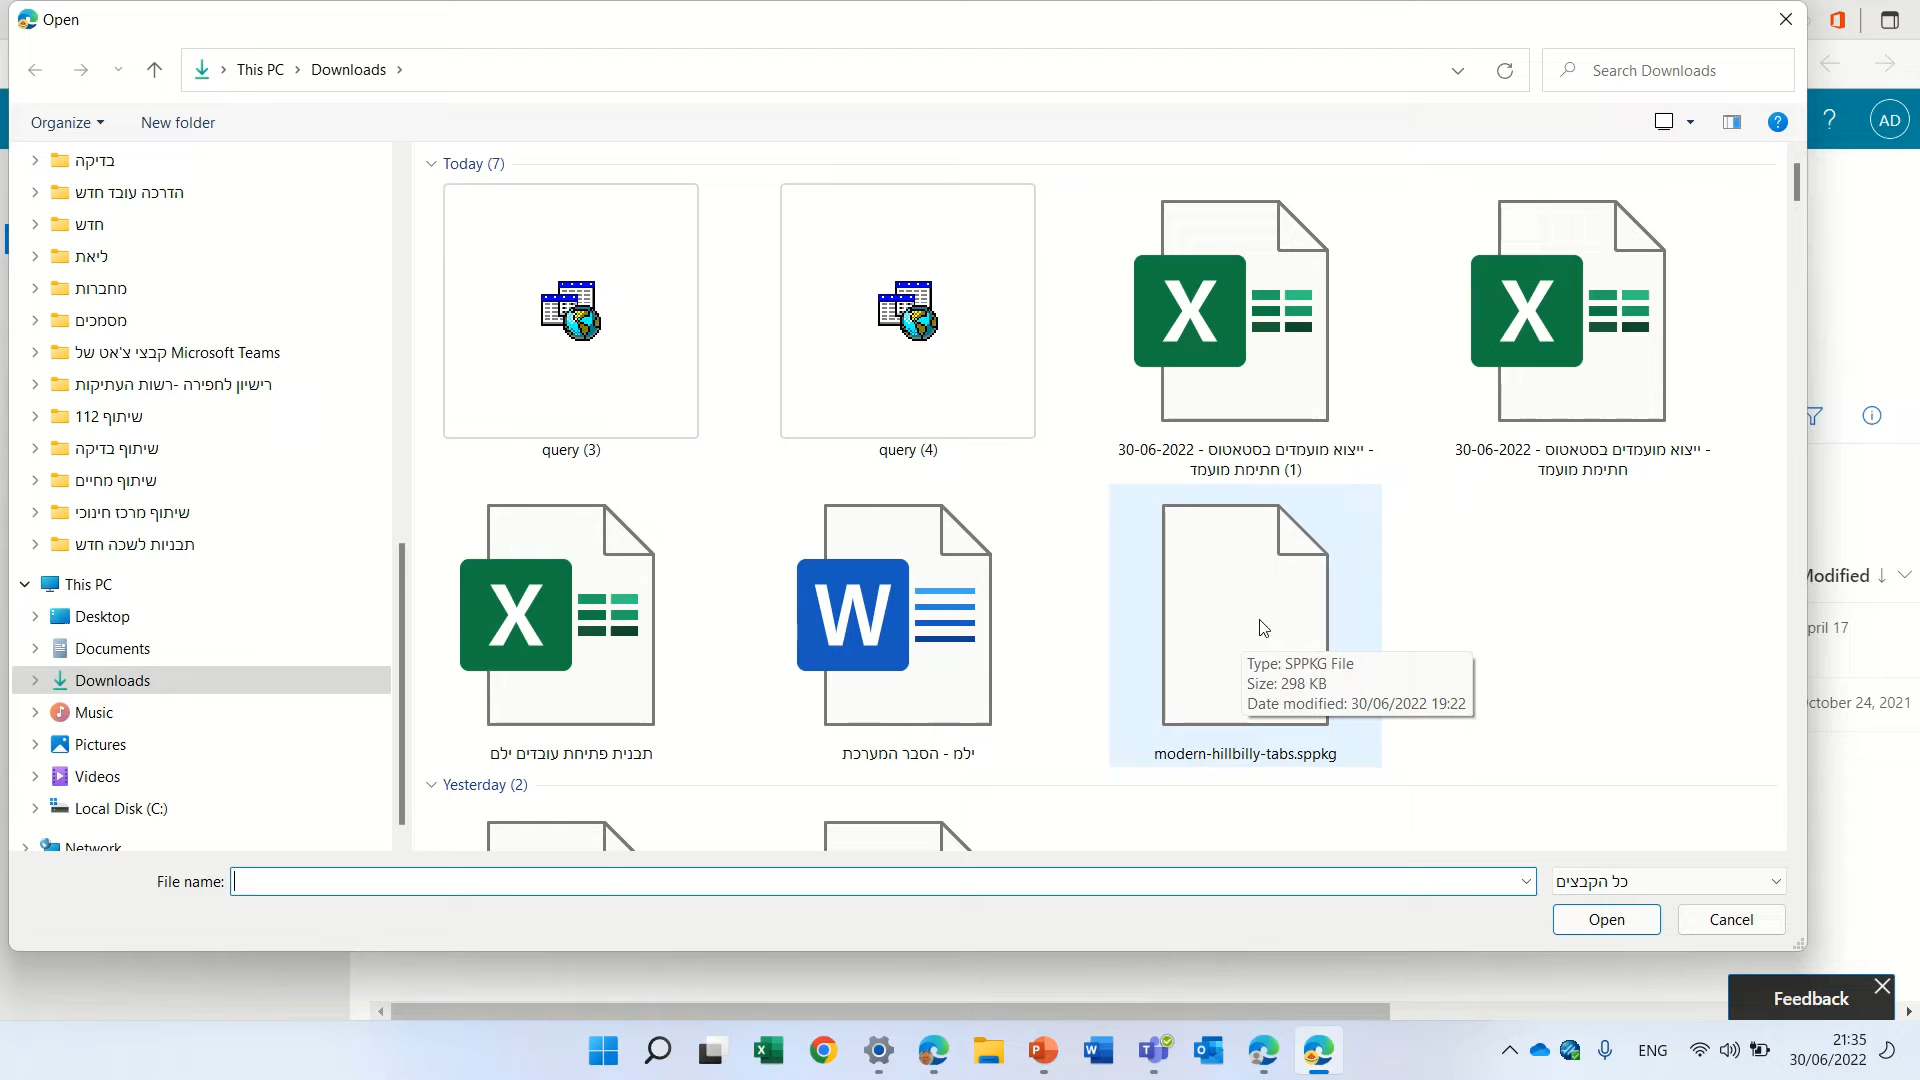 Open
AD
This PC
Downloads
Search Downloads
Organize
New folder
בדיקה
הדרכה עובד חדש
חדש
ליאת
מחברות
מסמכים
קבצי צ'אט של Microsoft Teams
רישיון לחפירה -רשות העתיקות
שיתוף 112
שיתוף בדיקה
שיתוף מחיים
שיתוף מרכז חינוכי
תבניות לשכה חדש
This PC
Desktop
Documents
Downloads
Music
Pictures
Videos
Local Disk (C:)
Network
Today (7)
query (3)
query (4)
ייצוא מועמדים בסטאטוס - 30-06-2022 -
חתימת מועמד (1)
ייצוא מועמדים בסטאטוס - 30-06-2022 -
חתימת מועמד
תבנית פתיחת עובדים ילם
ילמ - הסבר המערכת
modern-hillbilly-tabs.sppkg
Type: SPPKG File
Size: 298 KB
Date modified: 30/06/2022 19:22
Yesterday (2)
Modified
pril 17
ctober 24, 2021
File name:
כל הקבצים
Open
Cancel
Feedback
ENG
21:35
30/06/2022